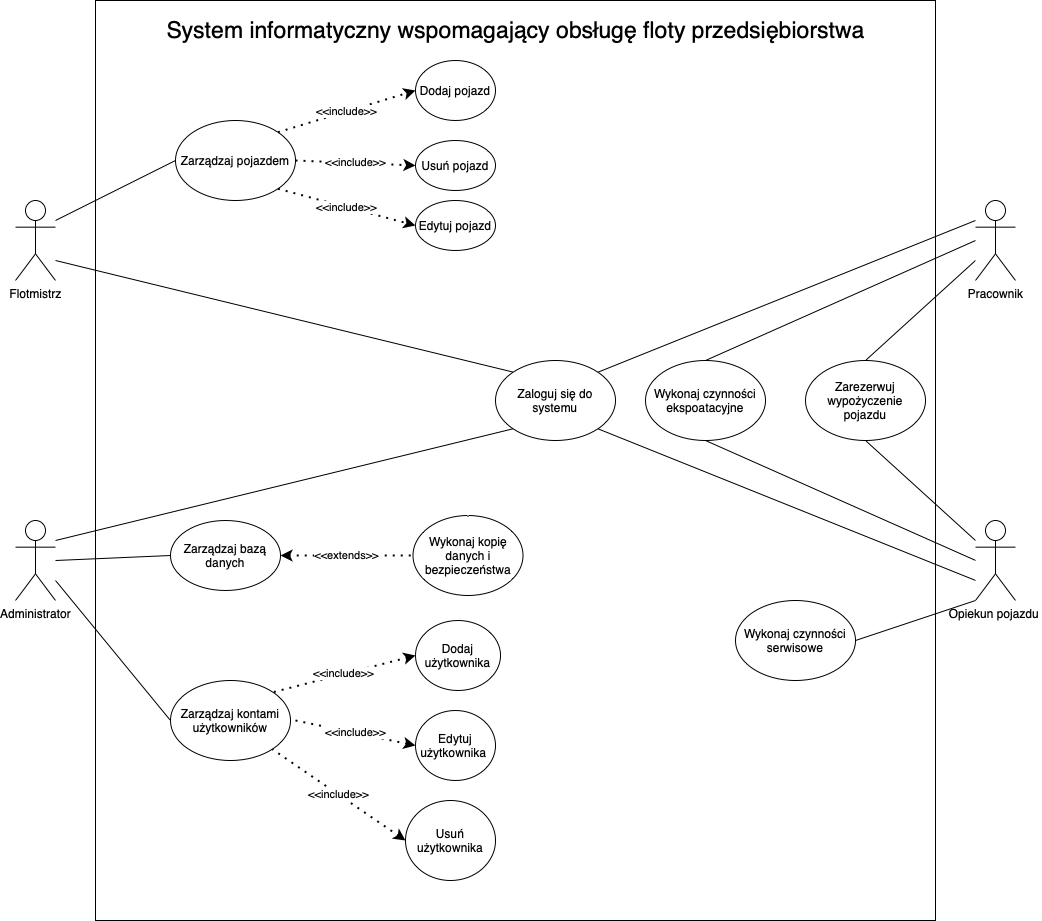 System informatyczny wspomagający obsługę floty przedsiębiorstwa
Dodaj pojazd
<<include>>
Zarządzaj pojazdem
<<include>>
Usuń pojazd
<<include>>
Edytuj pojazd
Flotmistrz
Pracownik
Zaloguj się do
systemu
Wykonaj czynności
ekspoatacyjne
Zarezerwuj
wypożyczenie
pojazdu
Zarządzaj bazą
danych
<<extends>>
Wykonaj kopię
danych i
bezpieczeństwa
Administrator
Opiekun pojazdu
Wykonaj czynności
serwisowe
Dodaj
użytkownika
<<include>>
Zarządzaj kontami
użytkowników
<<include>>
Edytuj
użytkownika
<<include>>
Usuń
użytkownika